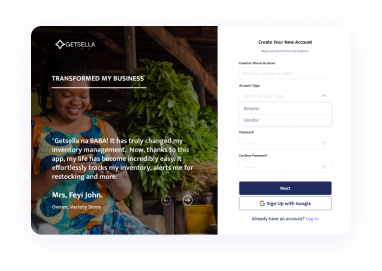 GETSELLA
TRANSFORMED MY BUSINESS
"Getsella na BABA! It has truly changed my
inventory management. Now, thanks to this
app, my life has become incredibly easy, it
effortlessly tracks my inventory, alerts me for
restocking and more.
Mrs, Feyi John.
Owner, Variety Store
Create Your New Account
Email or Phone Number
Account Type
Retailer
Vendor
Password
Confirm Password
Next
Sign Up with Google
Already have an account? Log in